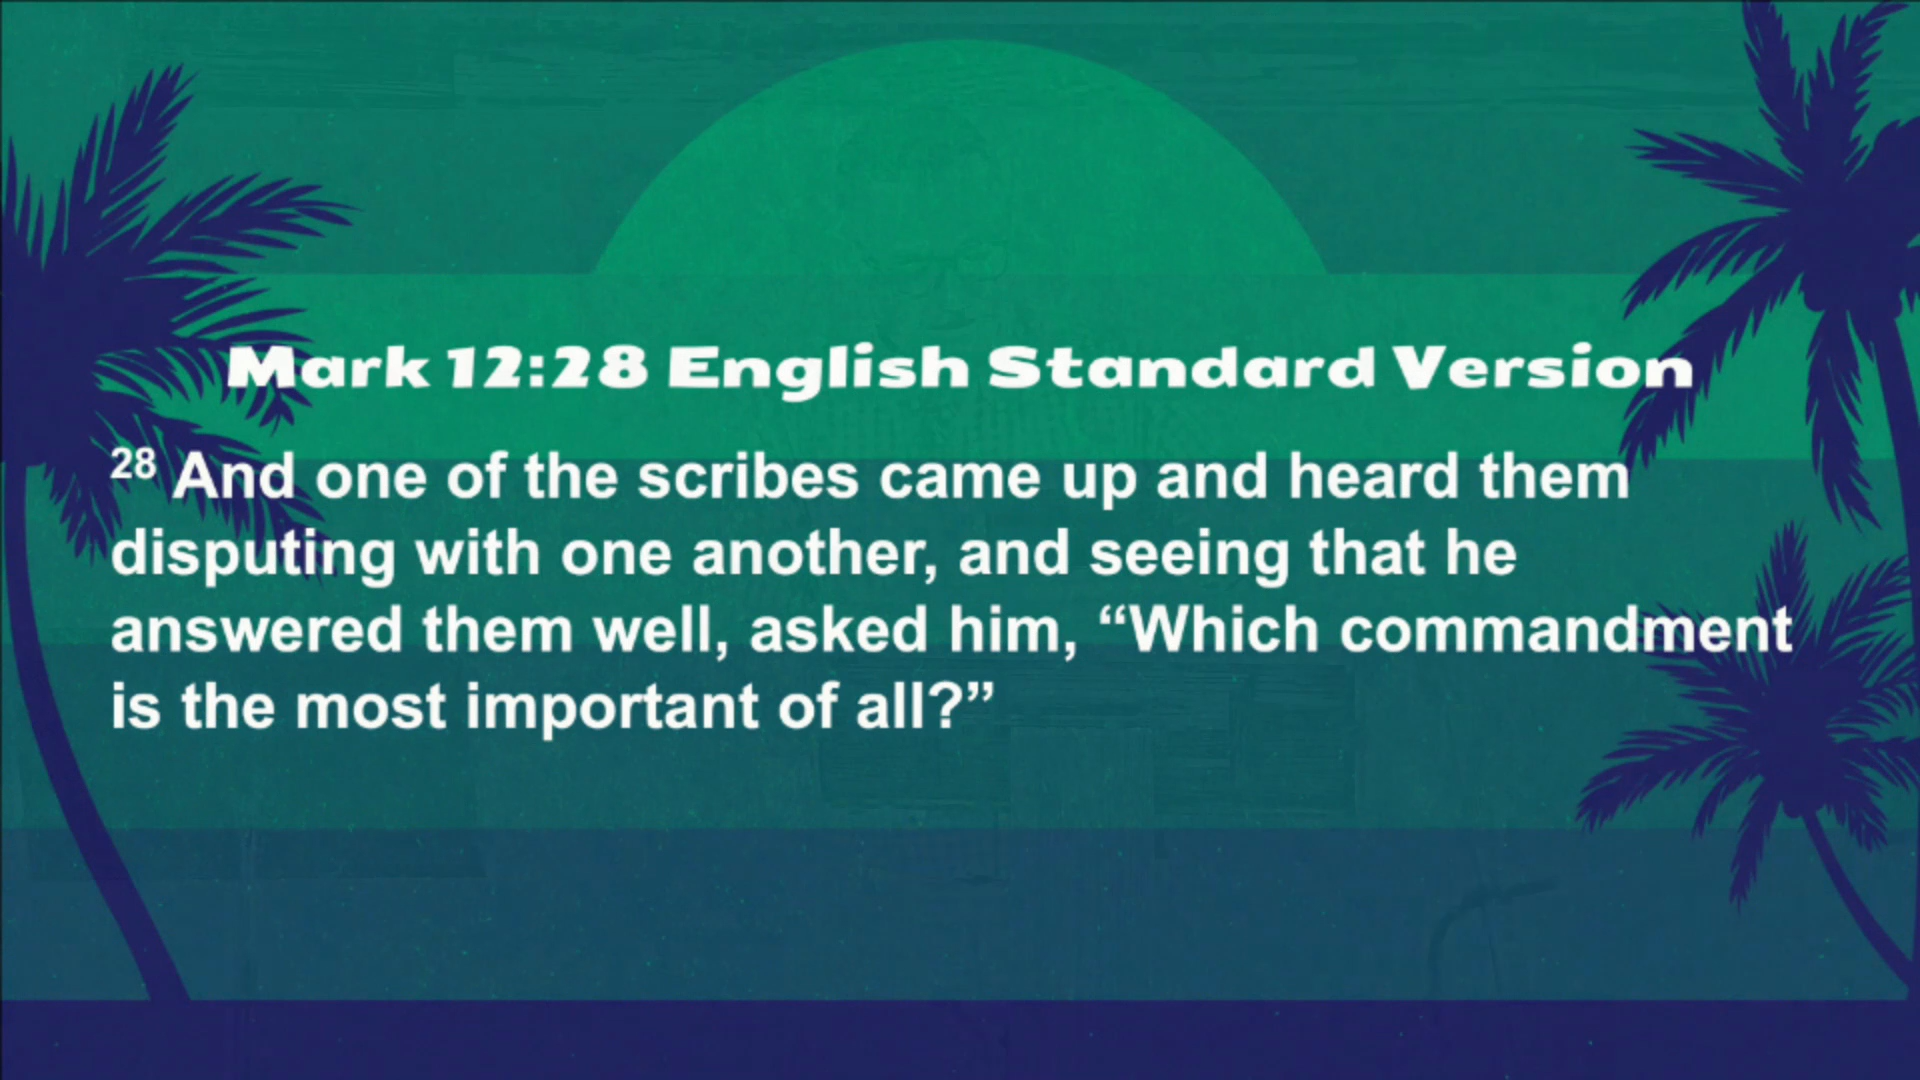 Mark 12:28 English Standard Version
28 And one of the scribes came up and heard them
disputing with one another, and seeing that he
answered them well, asked him, “Which commandment
is the most important of all?”